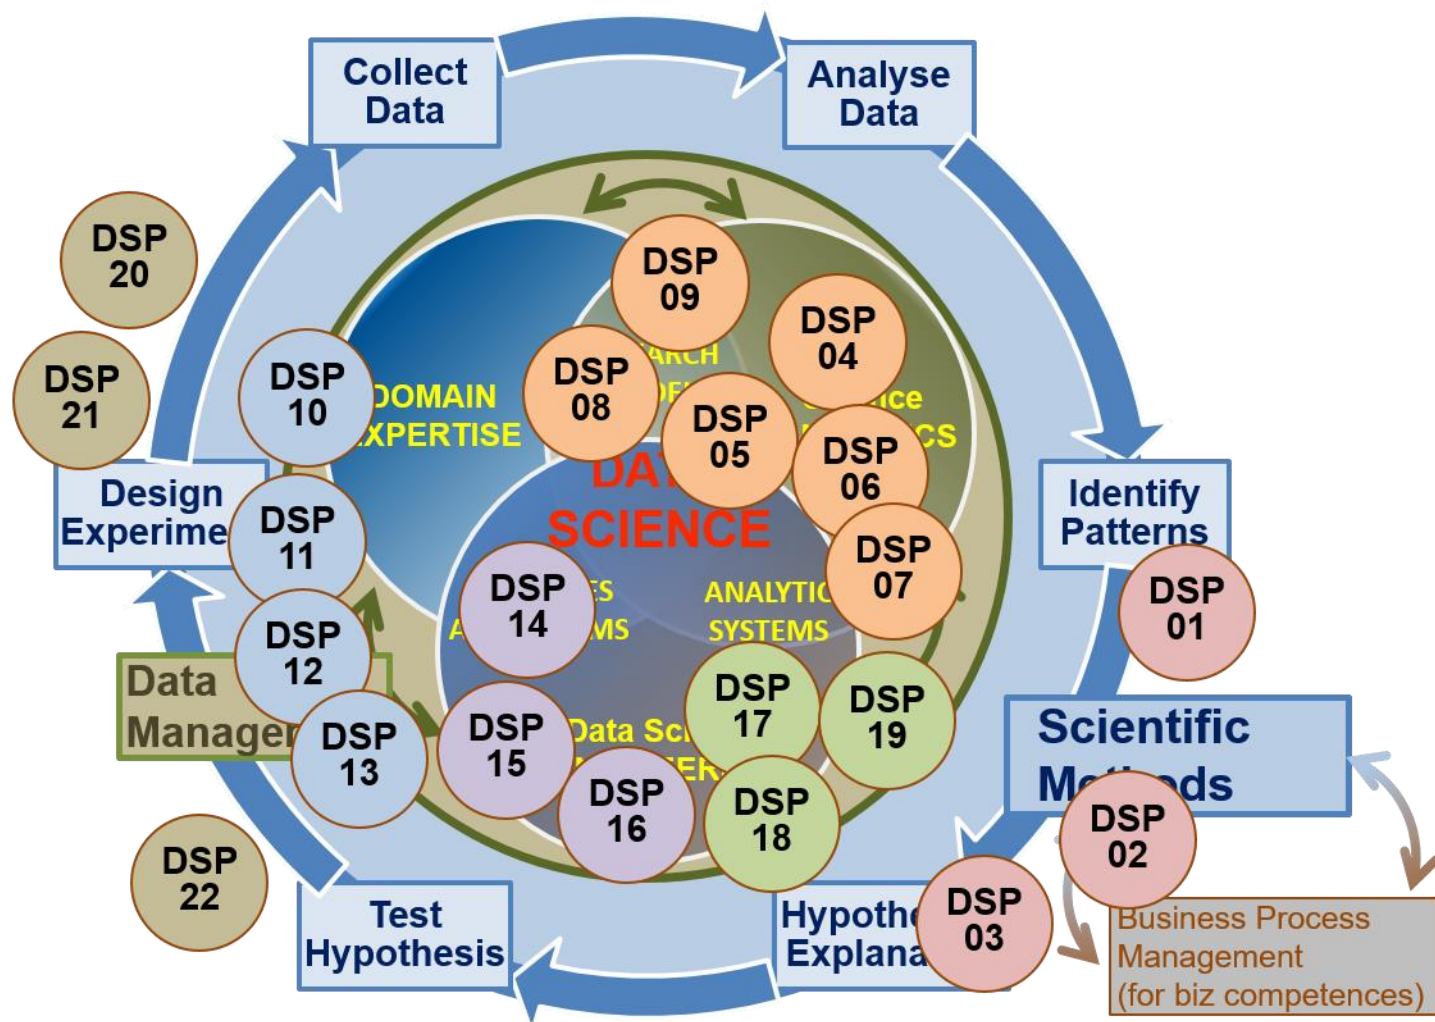 Collect
Data
Analyse
Data
DSP
20
DSP
09
DSP
04
DSP
21
DSP
10
DOMAIN
EXPERTISE
DSP
08
DSP
05
DSP
06
Design
DSP
11
SCIENCE
DSP
07
Identify
Patterns
DSP
14
ANALYTIC
SYSTEMS
DSP
01
Data
DSP
12
DSP
13
DSP
15
Data
DSP
17
DSP
19
Scientific
DSP
16
DSP
18
DSP
02
DSP
22
Test
Hypothesis
DSP
03
Business Process
Management
(for biz competences)